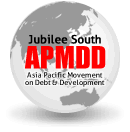 Jubilee South
APMDD
Asia Pacific Movement
on Debt & Development